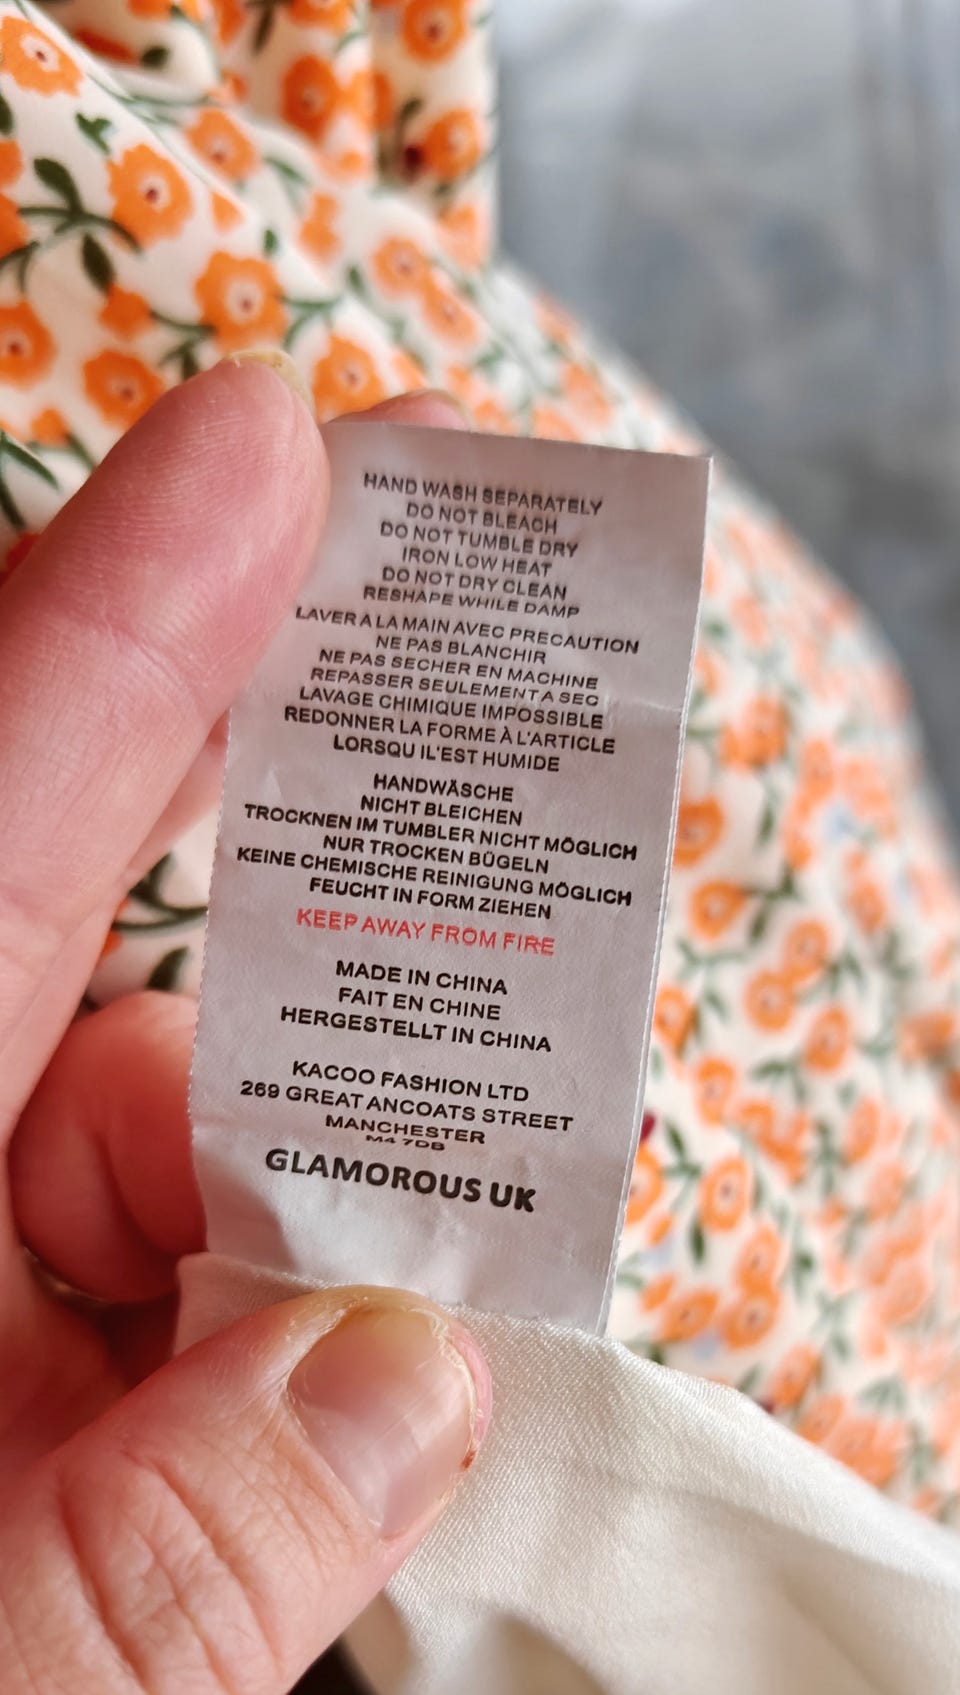 HAND WASH SEPARATELY
DO NOT BLEACH
DO NOT TUMBLE DRY
IRON LOW HEAT
DO NOT DRY CLEAN
RESHAPE WHILE DAMP
LAVER A LA MAIN AVEC PRECAUTION
NE PAS BLANCHIR
NE PAS SECHER EN MACHINE
REPASSER SEULEMENT A SEC
LAVAGE CHIMIQUE IMPOSSIBLE
REDONNER LA FORME À L'ARTICLE
LORSQU IL'EST HUMIDE
HANDWÄSCHE
NICHT BLEICHEN
TROCKNEN IM TUMBLER NICHT MÖGLICH
NUR TROCKEN BÜGELN
KEINE CHEMISCHE REINIGUNG MÖGLICH
FEUCHT IN FORM ZIEHEN
KEEP AWAY FROM FIRE
MADE IN CHINA
FAIT EN CHINE
HERGESTELLT IN CHINA
KACOO FASHION LTD
269 GREAT ANCOATS STREET
MANCHESTER
M4 7DB
GLAMOROUS UK